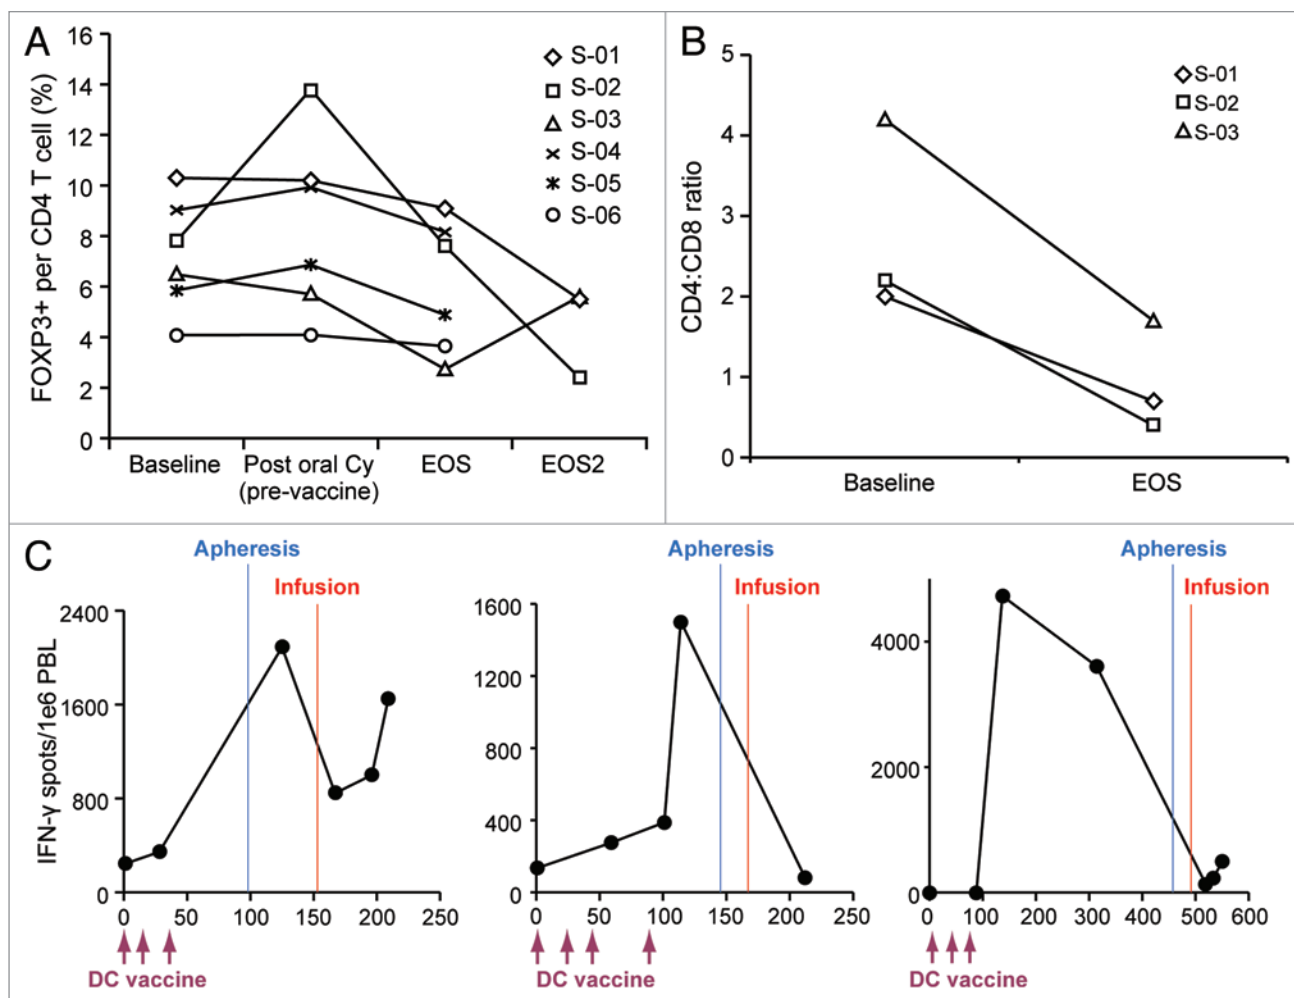 A
FOXP3+ per CD4 T cell (%)
16
14
12
10
8
6
4
2
0
Baseline
Post oral Cy
(pre-vaccine)
EOS
EOS2
S-01
S-02
S-03
S-04
S-05
S-06
B
CD4:CD8 ratio
5
4
3
2
1
0
Baseline
EOS
S-01
S-02
S-03
C
IFN-γ spots/1e6 PBL
Apheresis
Infusion
2400
1600
800
0
0 50 100 150 200 250
DC vaccine
Apheresis
Infusion
1600
1200
800
400
0
0 50 100 150 200 250
DC vaccine
Apheresis
Infusion
4000
2000
0
0 100 200 300 400 500 600
DC vaccine